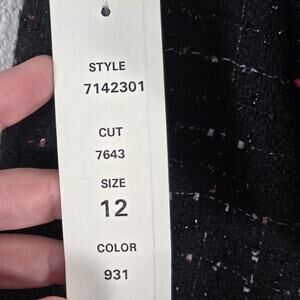 STYLE
7142301
CUT
7643
SIZE
12
COLOR
931